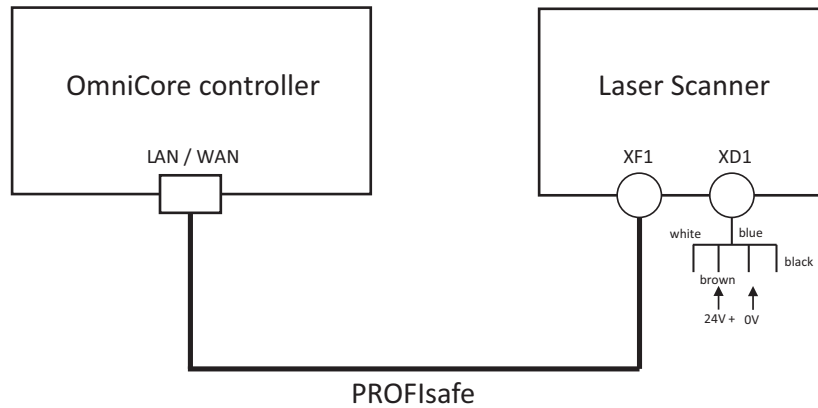 OmniCore controller
Laser Scanner
LAN / WAN
XF1
XD1
white
blue
black
brown
24V +
0V
PROFIsafe